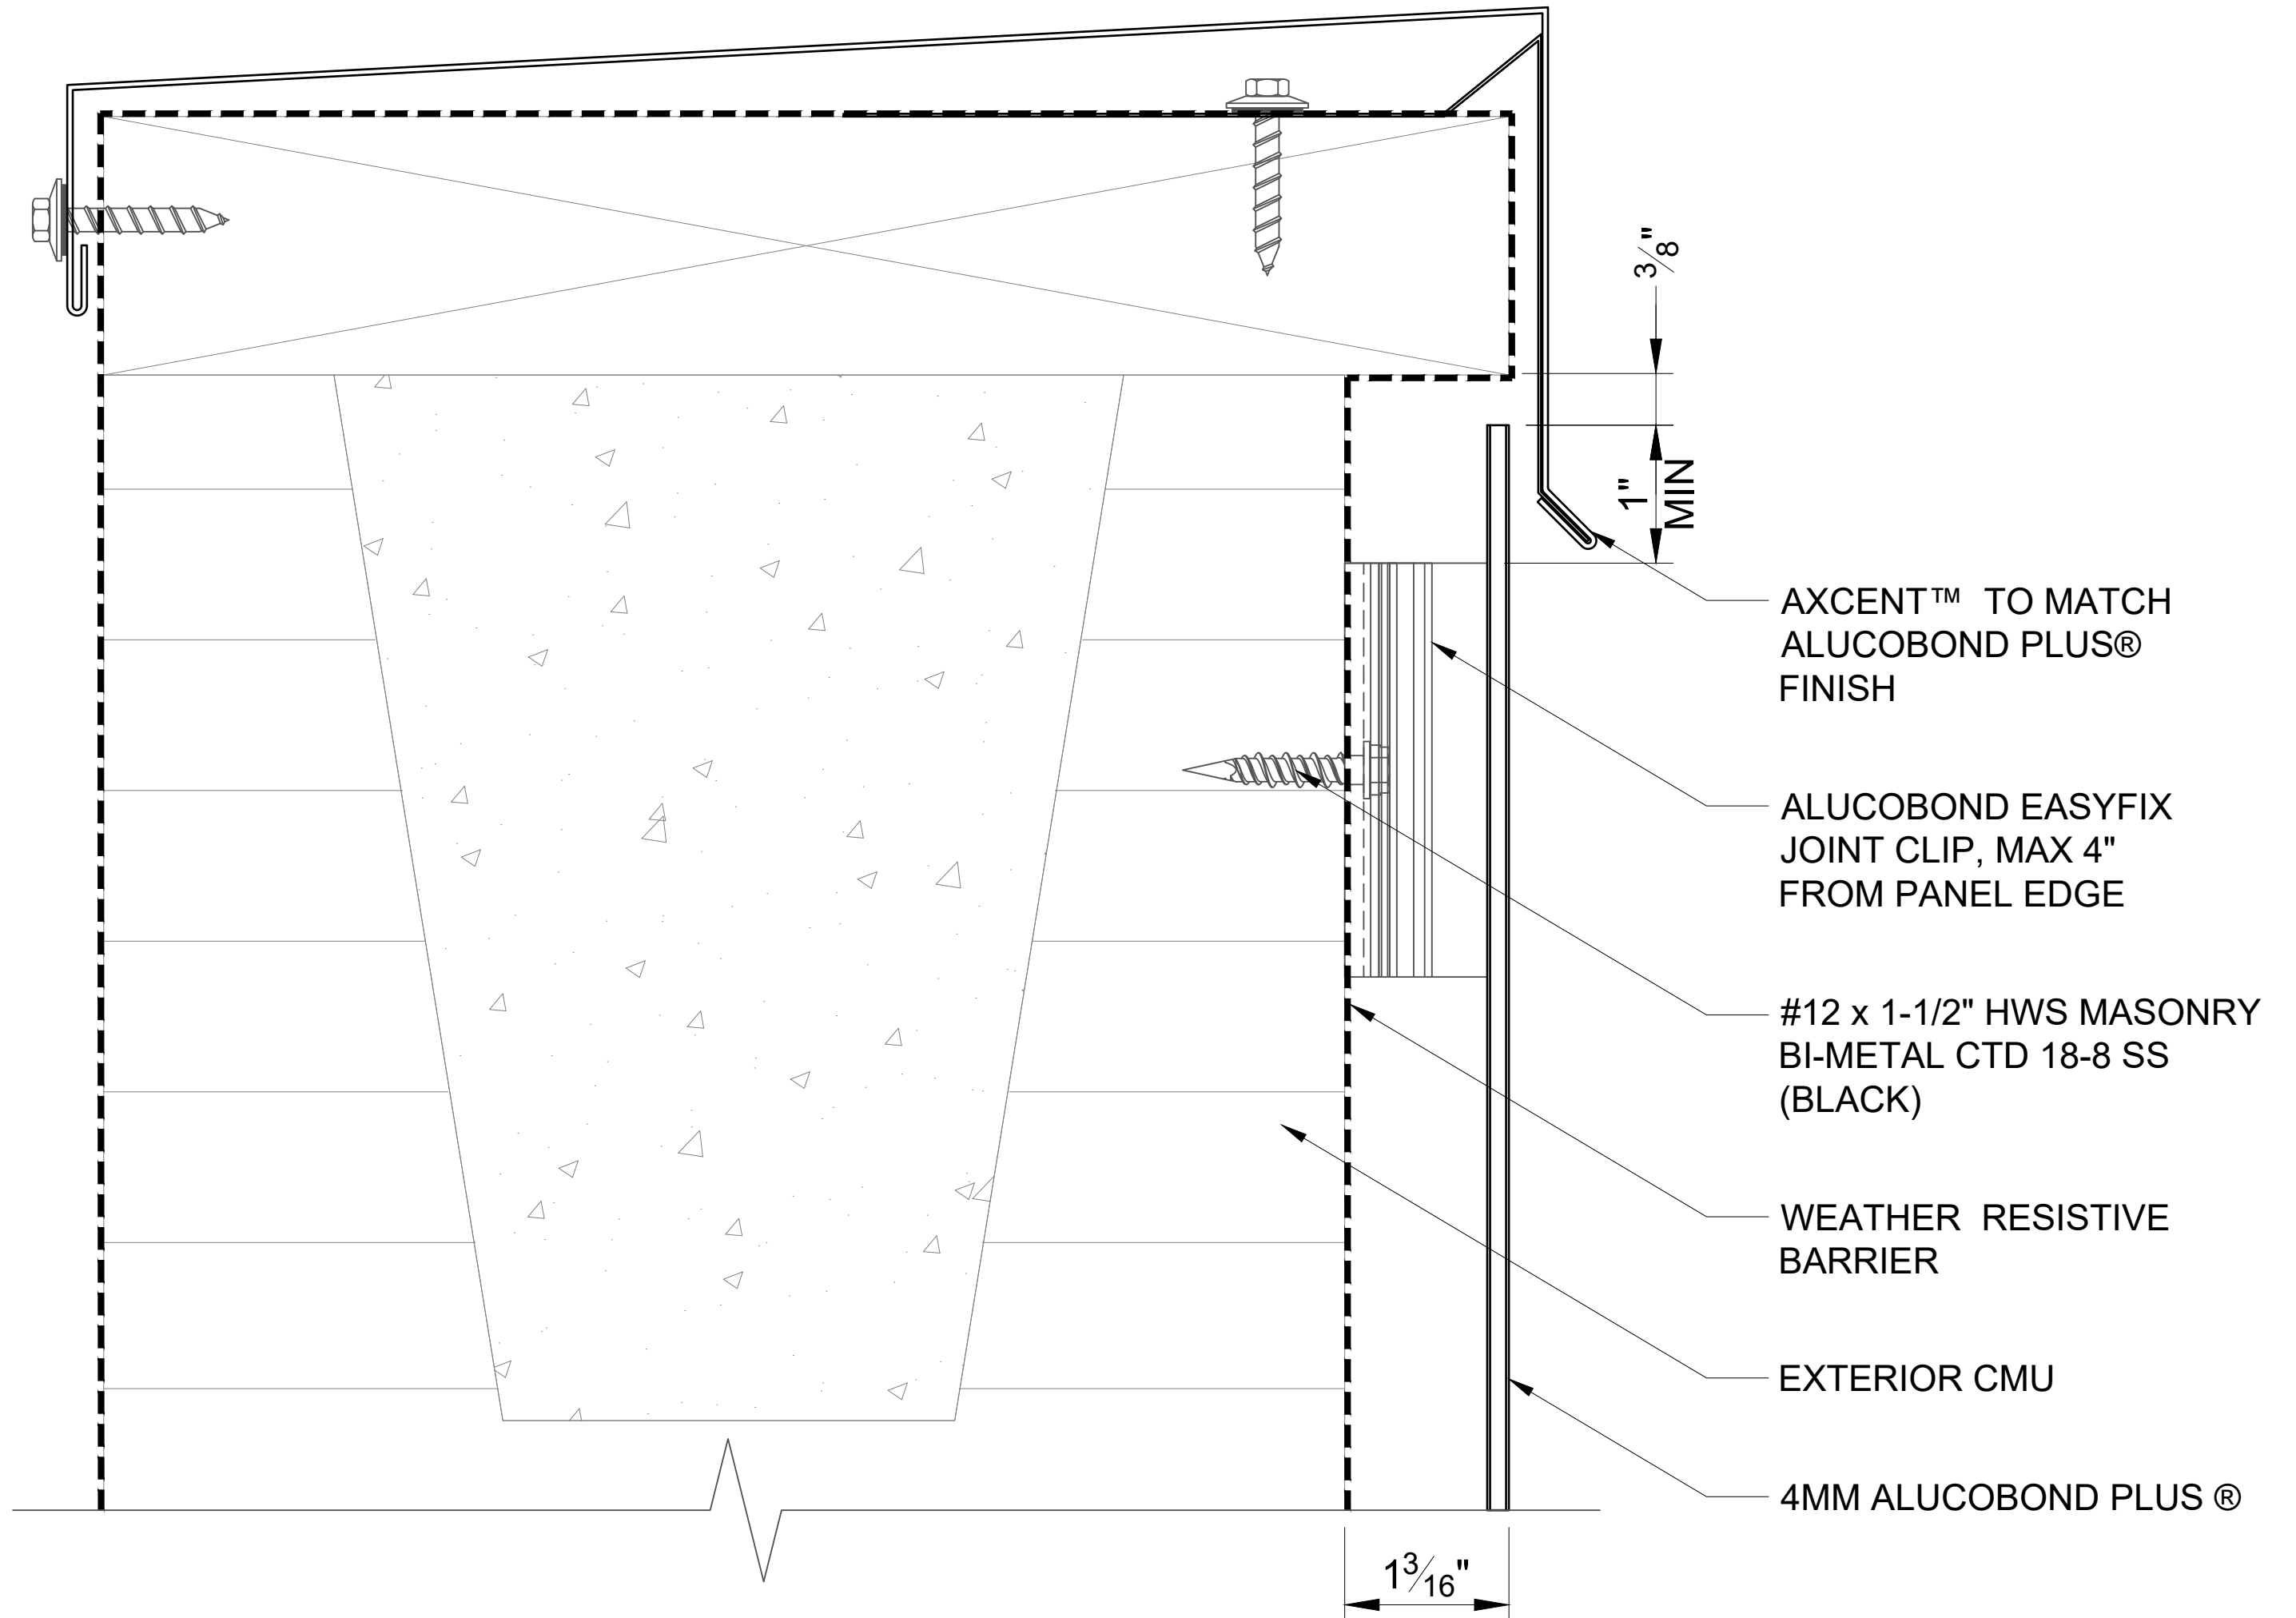 3/8"
1"
MIN
AXCENT™ TO MATCH
ALUCOBOND PLUS®
FINISH
ALUCOBOND EASYFIX
JOINT CLIP, MAX 4"
FROM PANEL EDGE
#12 x 1-1/2" HWS MASONRY
BI-METAL CTD 18-8 SS
(BLACK)
WEATHER RESISTIVE
BARRIER
EXTERIOR CMU
4MM ALUCOBOND PLUS ®
1 3/16"